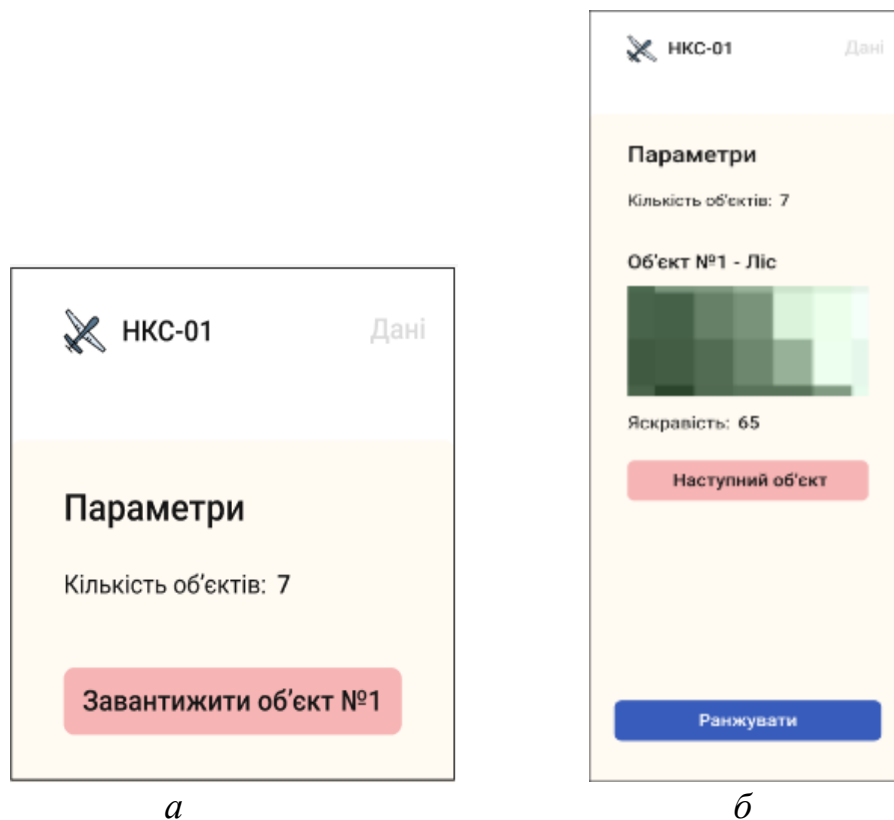 НКС-01 Дані
Параметри
Кількість об'єктів: 7
Завантижити об'єкт №1
а
НКС-01 Дані
Параметри
Кількість об'єктів: 7
Об'єкт №1 - Ліс
Яскравість: 65
Наступний об'єкт
Ранжувати
б